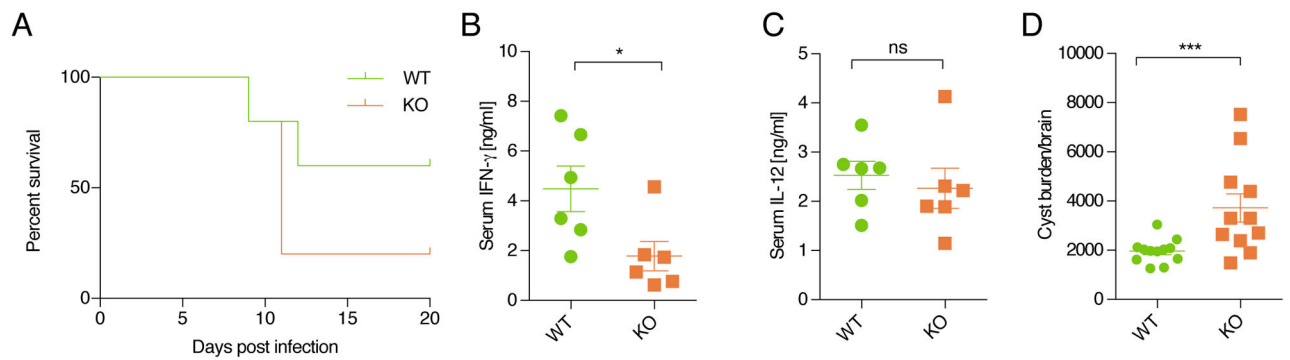 A
Percent survival
100
50
0
0 5 10 15 20
Days post infection
WT
KO
B
Serum IFN-γ [ng/ml]
10
8
6
4
2
0
*
WT KO
C
Serum IL-12 [ng/ml]
5
4
3
2
1
0
ns
WT KO
D
Cyst burden/brain
10000
8000
6000
4000
2000
0
***
WT KO